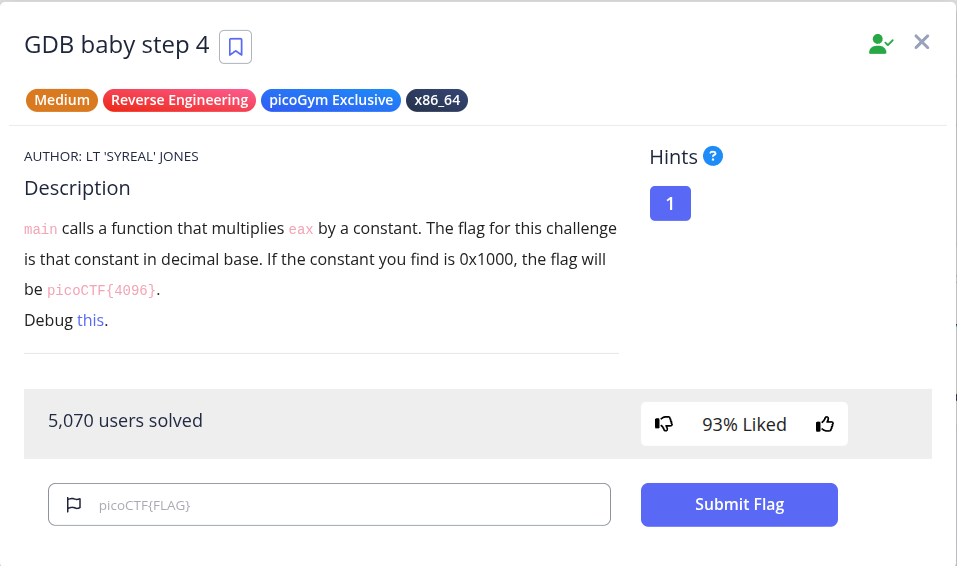 GDB baby step 4
Medium Reverse Engineering picoGym Exclusive x86_64
AUTHOR: LT 'SYREAL' JONES
Description
main calls a function that multiplies eax by a constant. The flag for this challenge
is that constant in decimal base. If the constant you find is 0x1000, the flag will
be picoCTF{4096}.
Debug this.
Hints ?
1
5,070 users solved
93% Liked
picoCTF{FLAG}
Submit Flag